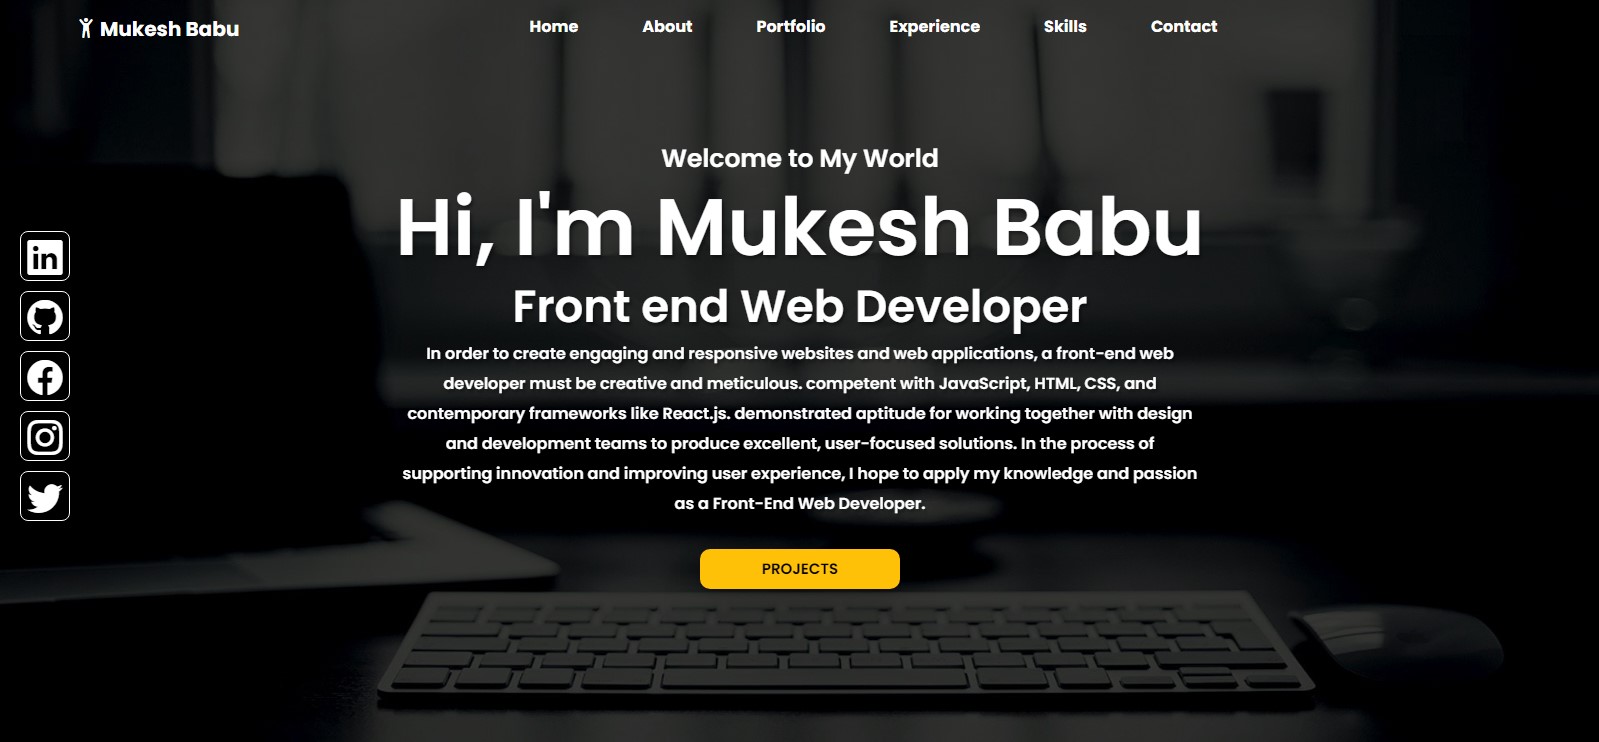 Mukesh Babu
Home About Portfolio Experience Skills Contact
Welcome to My World
Hi, I'm Mukesh Babu
Front end Web Developer
In order to create engaging and responsive websites and web applications, a front-end web
developer must be creative and meticulous. competent with JavaScript, HTML, CSS, and
contemporary frameworks like React.js. demonstrated aptitude for working together with design
and development teams to produce excellent, user-focused solutions. In the process of
supporting innovation and improving user experience, I hope to apply my knowledge and passion
as a Front-End Web Developer.
PROJECTS